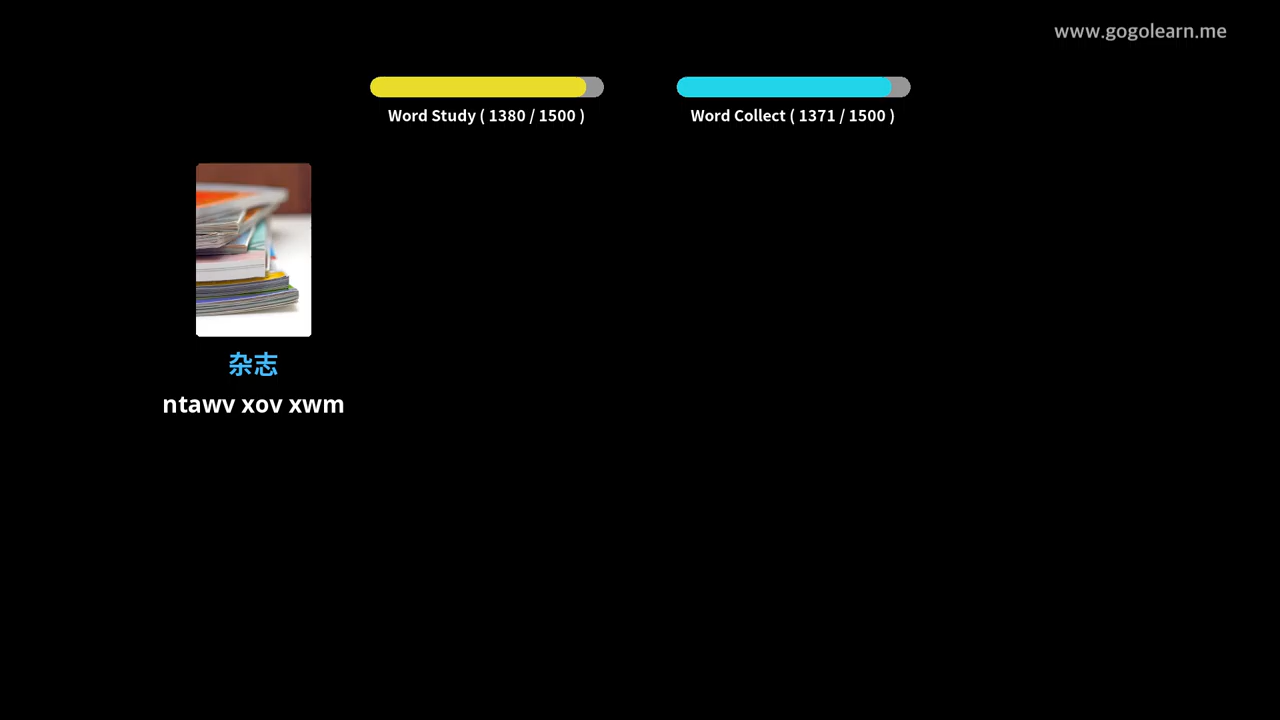 www.gogolearn.me
Word Study ( 1380 / 1500 )
Word Collect ( 1371 / 1500 )
杂志
ntawv xov xwm